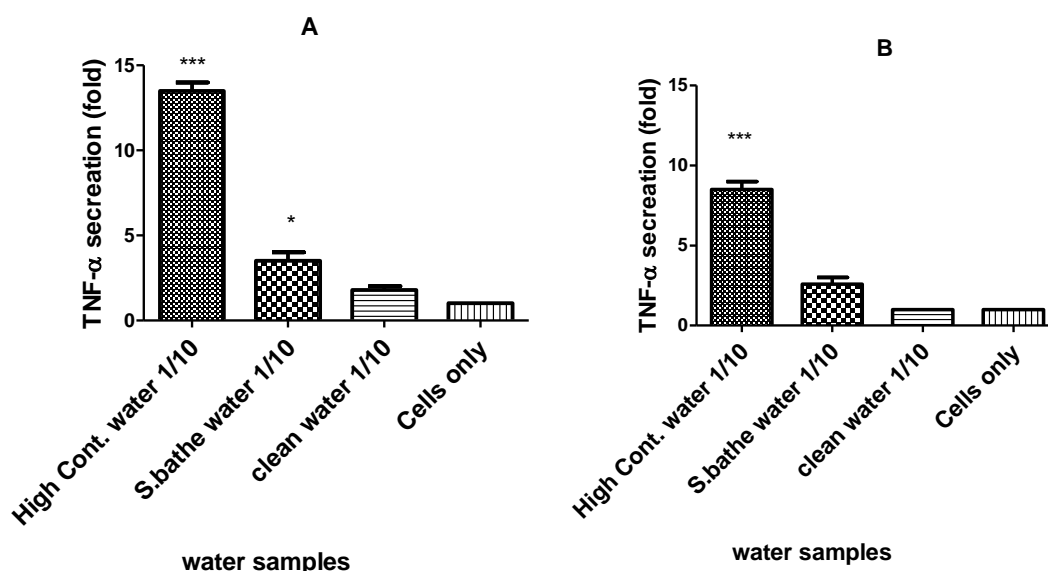 A
TNF-α secreation (fold)
15
10
5
0
***
*
High Cont. water 1/10
S.bathe water 1/10
clean water 1/10
Cells only
water samples
B
TNF-α secreation (fold)
15
10
5
0
***
High Cont. water 1/10
S.bathe water 1/10
clean water 1/10
Cells only
water samples